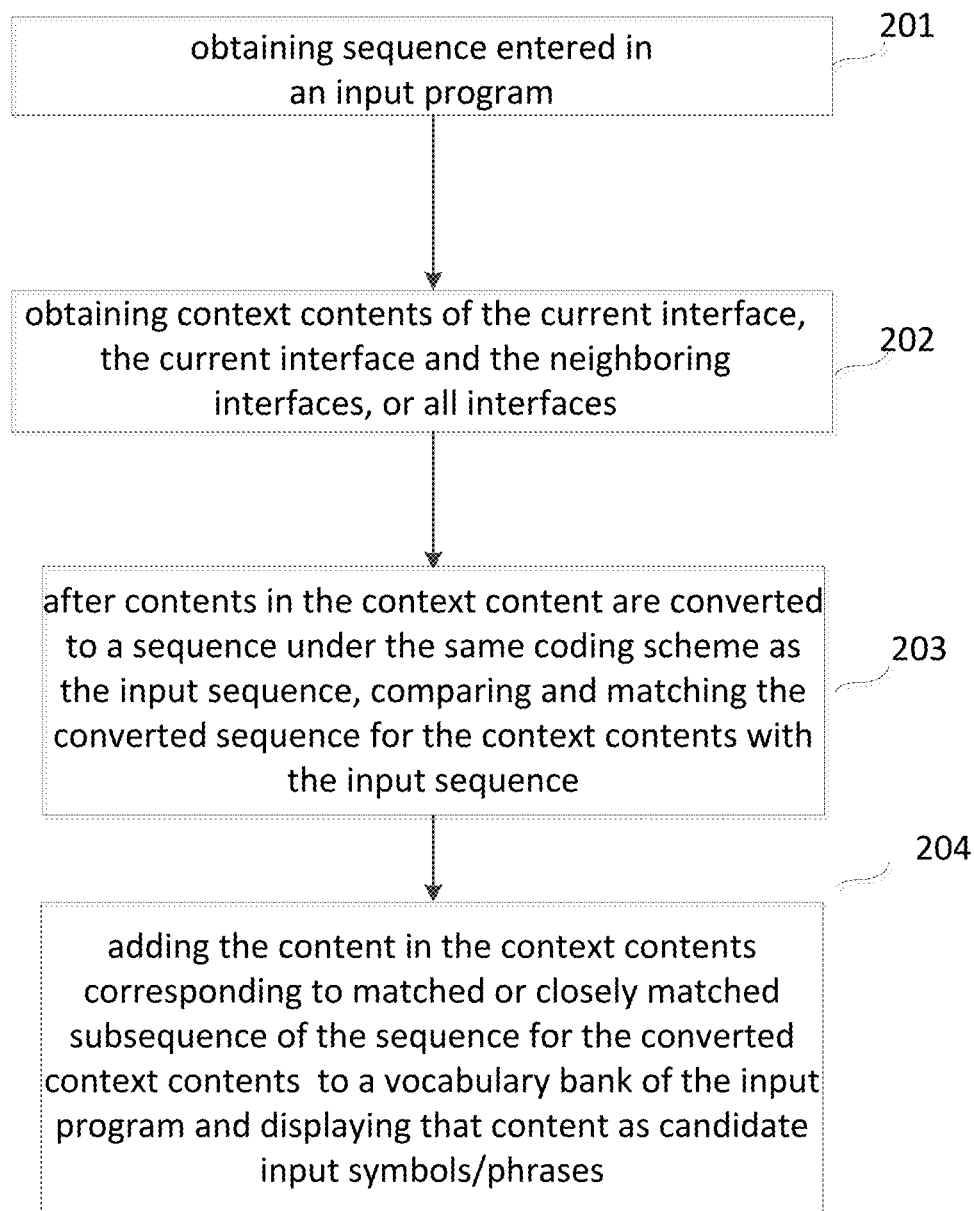 201
obtaining sequence entered in
an input program
obtaining context contents of the current interface,
the current interface and the neighboring
interfaces, or all interfaces
202
after contents in the context content are converted
to a sequence under the same coding scheme as
the input sequence, comparing and matching the
converted sequence for the context contents with
the input sequence
203
204
adding the content in the context contents
corresponding to matched or closely matched
subsequence of the sequence for the converted
context contents to a vocabulary bank of the input
program and displaying that content as candidate
input symbols/phrases